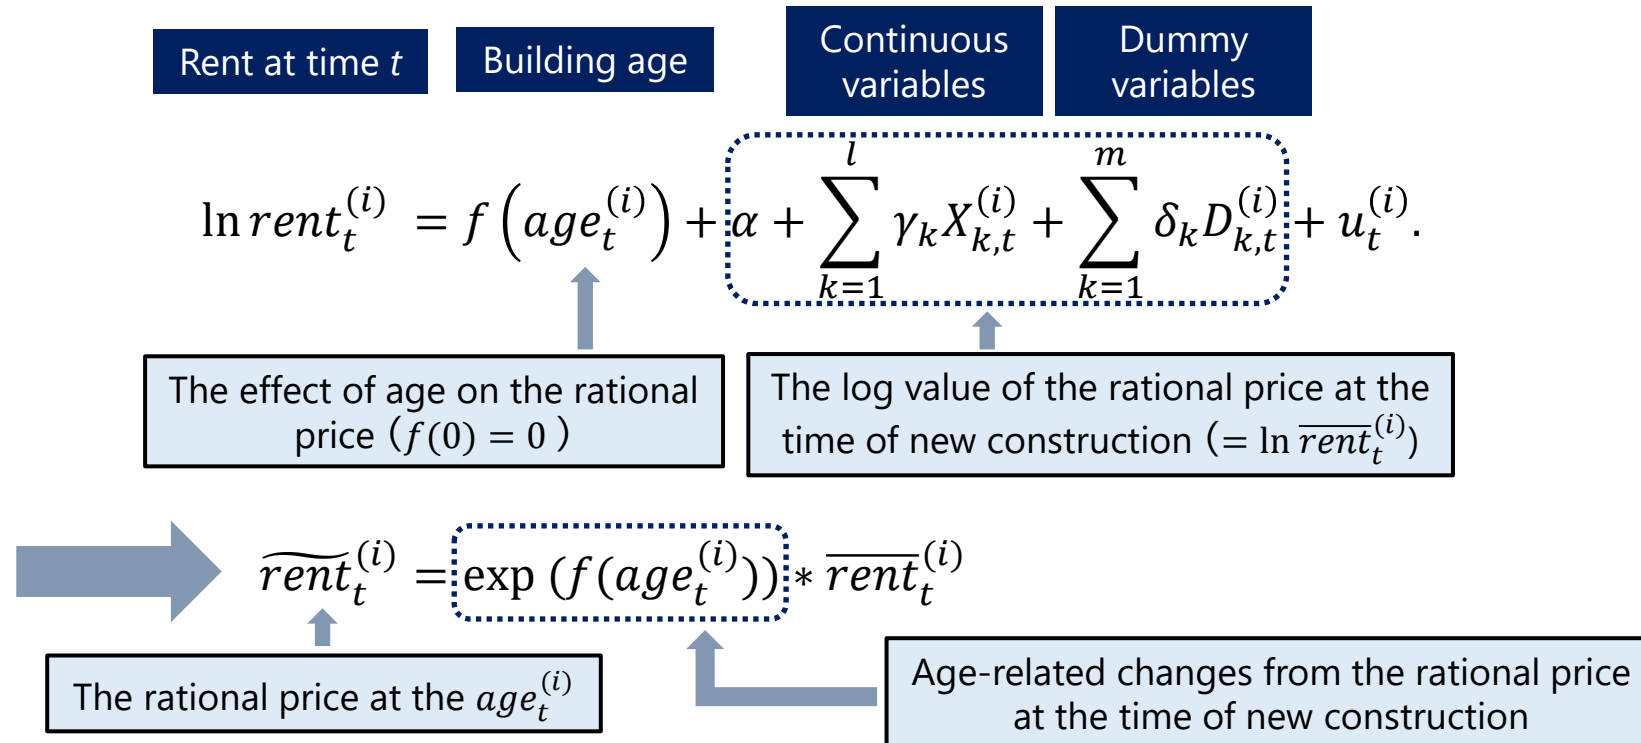 Rent at time t
Building age
Continuous
variables
Dummy
variables
ln rent_t^{(i)} = f(age_t^{(i)}) + α + ∑_{k=1}^{l} γ_k X_{k,t}^{(i)} + ∑_{k=1}^{m} δ_k D_{k,t}^{(i)} + u_t^{(i)}.
The effect of age on the rational
price (f(0) = 0 )
The log value of the rational price at the
time of new construction (= ln \overline{rent}_t^{(i)})
\widetilde{rent}_t^{(i)} = exp (f(age_t^{(i)})) ∗ \overline{rent}_t^{(i)}
The rational price at the age_t^{(i)}
Age-related changes from the rational price
at the time of new construction